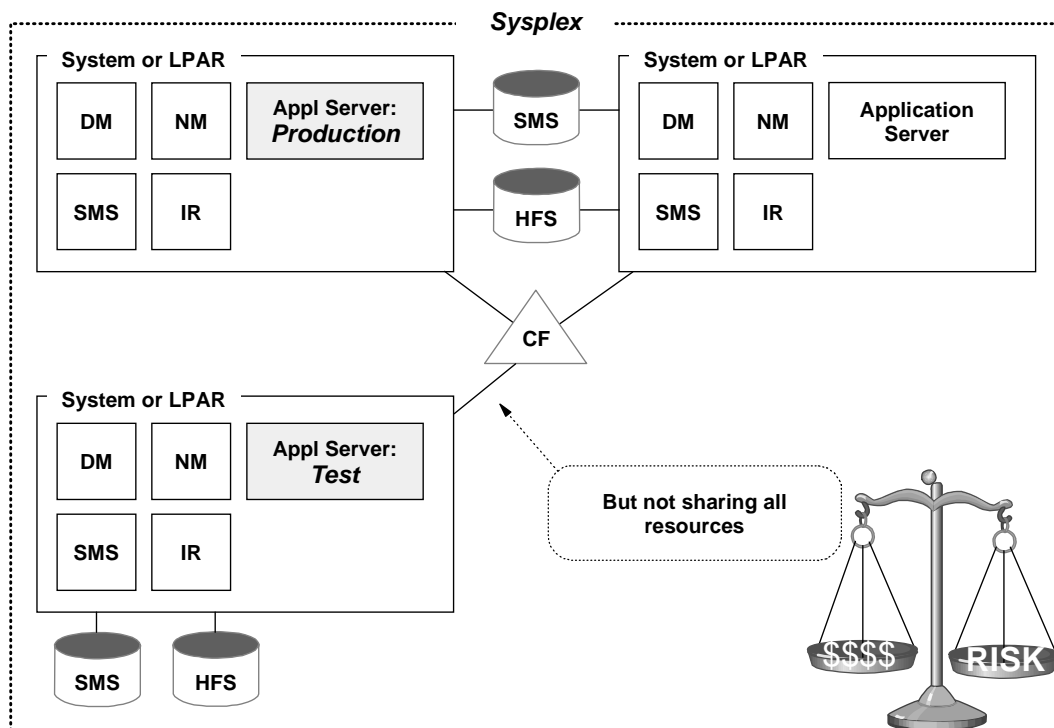 Sysplex
System or LPAR
DM
NM
Appl Server:
Production
SMS
IR
SMS
HFS
System or LPAR
DM
NM
Application
Server
SMS
IR
CF
System or LPAR
DM
NM
Appl Server:
Test
SMS
IR
SMS
HFS
But not sharing all
resources
$$$$
RISK